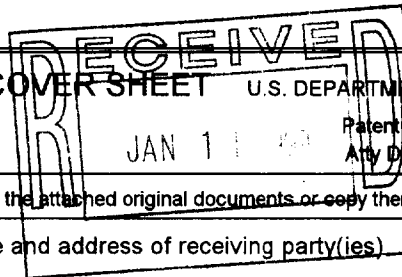 RECEIVED
COVER SHEET U.S. DEPARTM
Patent
JAN 1 Atty D
the attached original documents or copy ther
e and address of receiving party(ies)